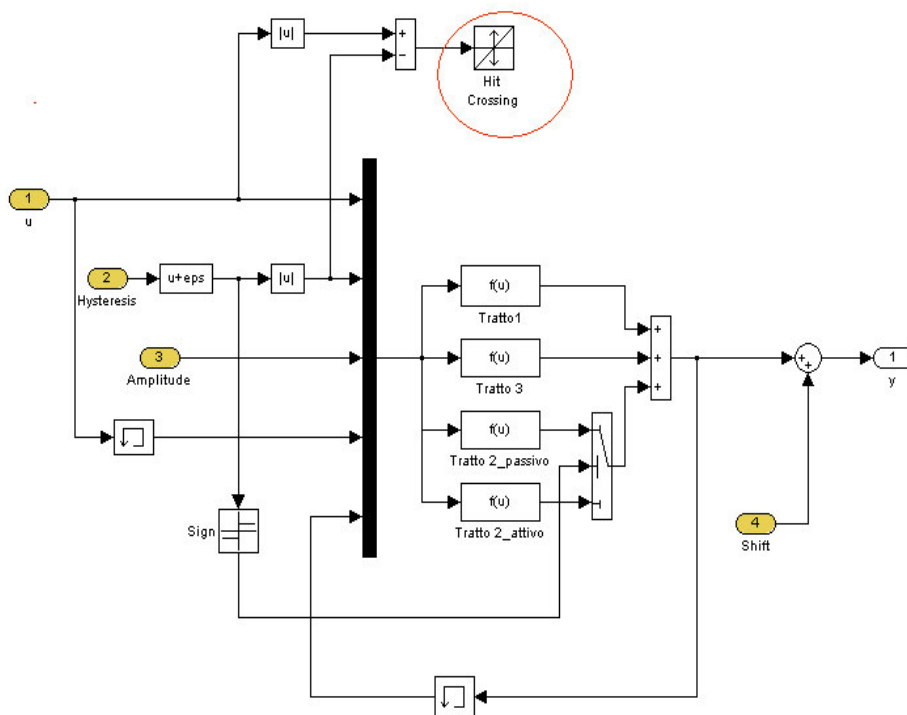 |u|
+
−
Hit
Crossing
1
u
2
Hysteresis
u+eps
|u|
3
Amplitude
Sign
f(u)
Tratto1
f(u)
Tratto 3
f(u)
Tratto 2_passivo
f(u)
Tratto 2_attivo
+
+
+
+
+
1
y
4
Shift